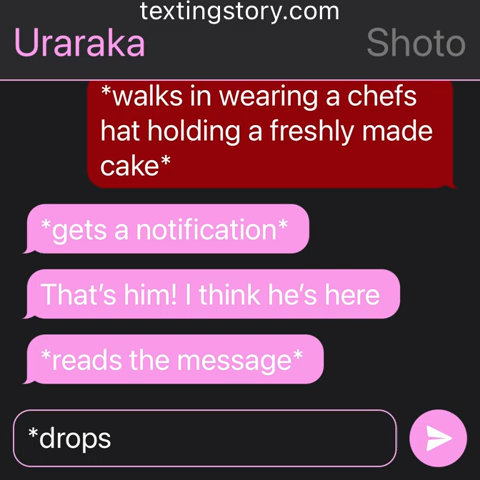 textingstory.com
Uraraka
Shoto
*walks in wearing a chefs
hat holding a freshly made
cake*
*gets a notification*
That’s him! I think he’s here
*reads the message*
*drops